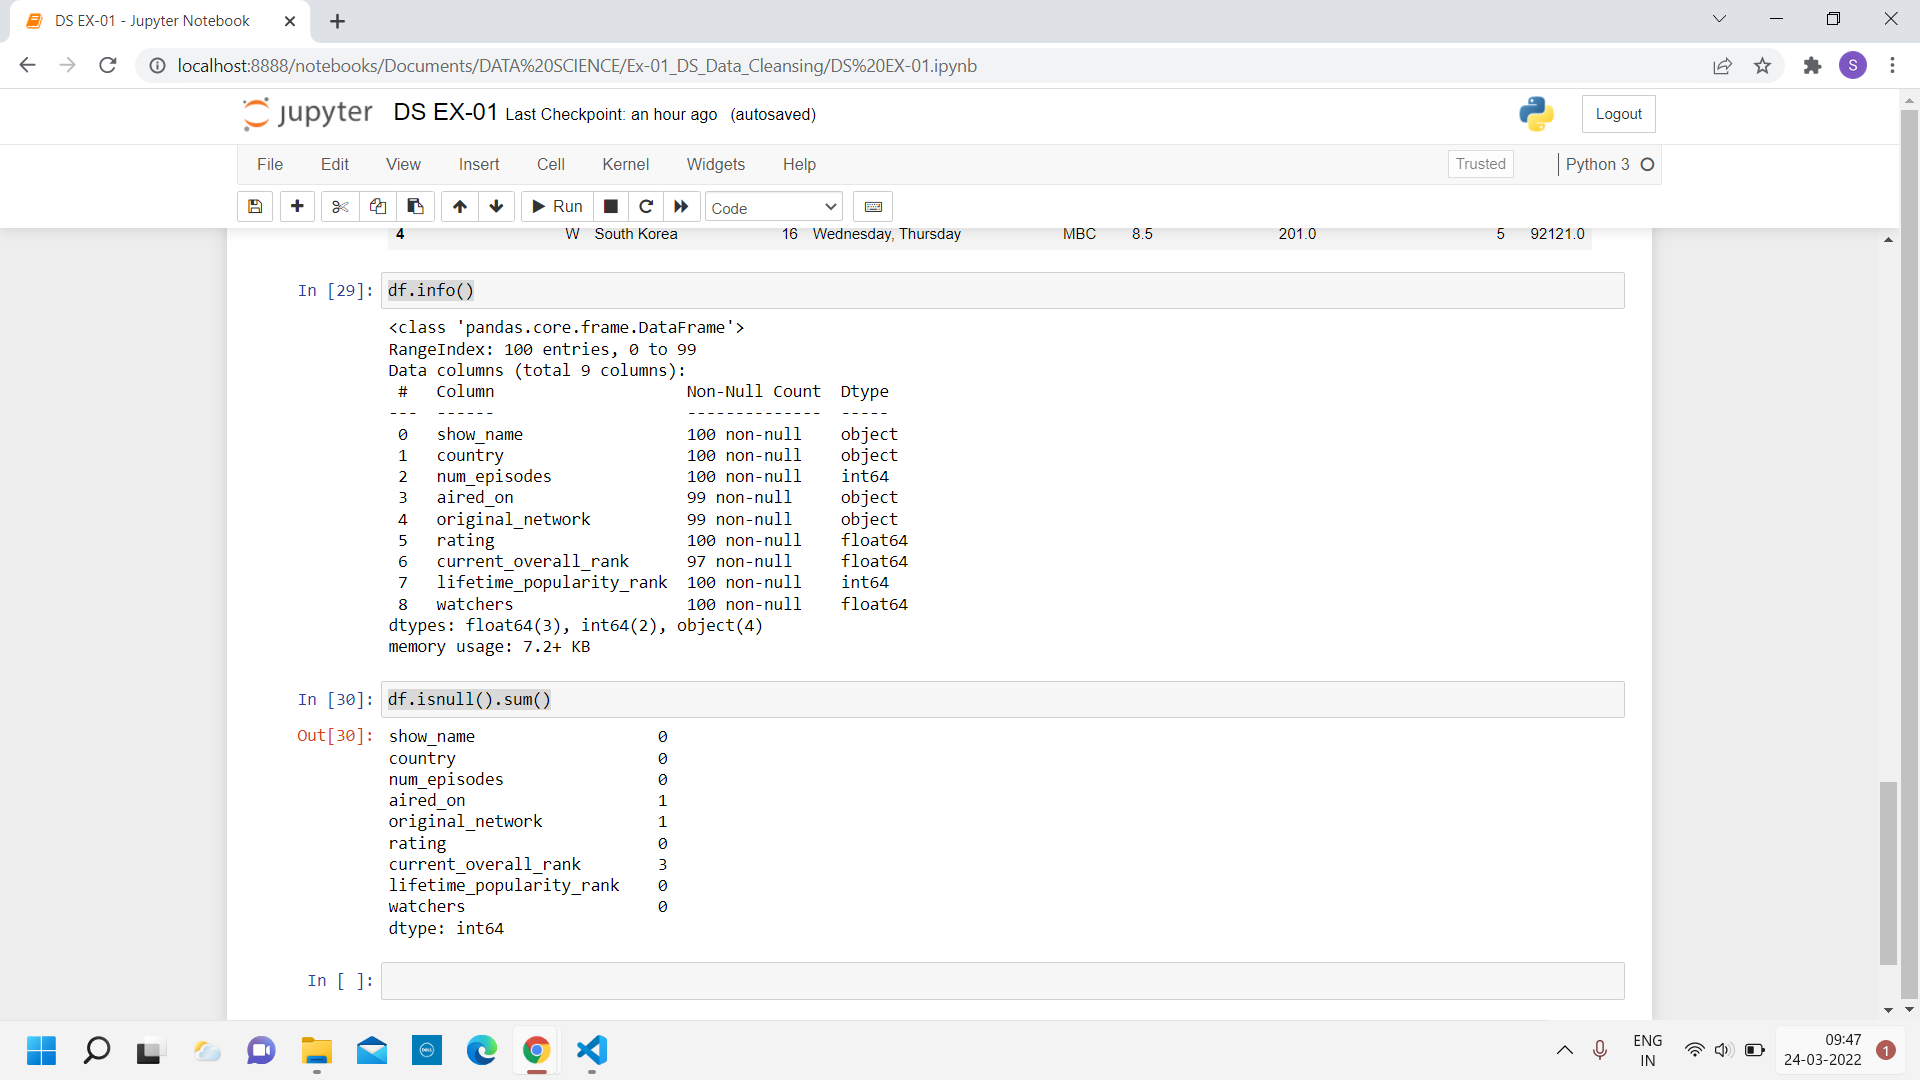 DS EX-01 - Jupyter Notebook
localhost:8888/notebooks/Documents/DATA%20SCIENCE/Ex-01_DS_Data_Cleansing/DS%20EX-01.ipynb
S
jupyter DS EX-01 Last Checkpoint: an hour ago (autosaved)
Logout
File Edit View Insert Cell Kernel Widgets Help
Trusted
Python 3
Run
Code
4 W South Korea 16 Wednesday, Thursday MBC 8.5 201.0 5 92121.0
In [29]: df.info()
<class 'pandas.core.frame.DataFrame'>
RangeIndex: 100 entries, 0 to 99
Data columns (total 9 columns):
 #   Column                    Non-Null Count  Dtype
---  ------                    --------------  -----
 0   show_name                 100 non-null    object
 1   country                   100 non-null    object
 2   num_episodes              100 non-null    int64
 3   aired_on                  99 non-null     object
 4   original_network          99 non-null     object
 5   rating                    100 non-null    float64
 6   current_overall_rank      97 non-null     float64
 7   lifetime_popularity_rank  100 non-null    int64
 8   watchers                  100 non-null    float64
dtypes: float64(3), int64(2), object(4)
memory usage: 7.2+ KB
In [30]: df.isnull().sum()
Out[30]: show_name 0
country 0
num_episodes 0
aired_on 1
original_network 1
rating 0
current_overall_rank 3
lifetime_popularity_rank 0
watchers 0
dtype: int64
In [ ]:
DELL
ENG
IN
09:47
24-03-2022
1